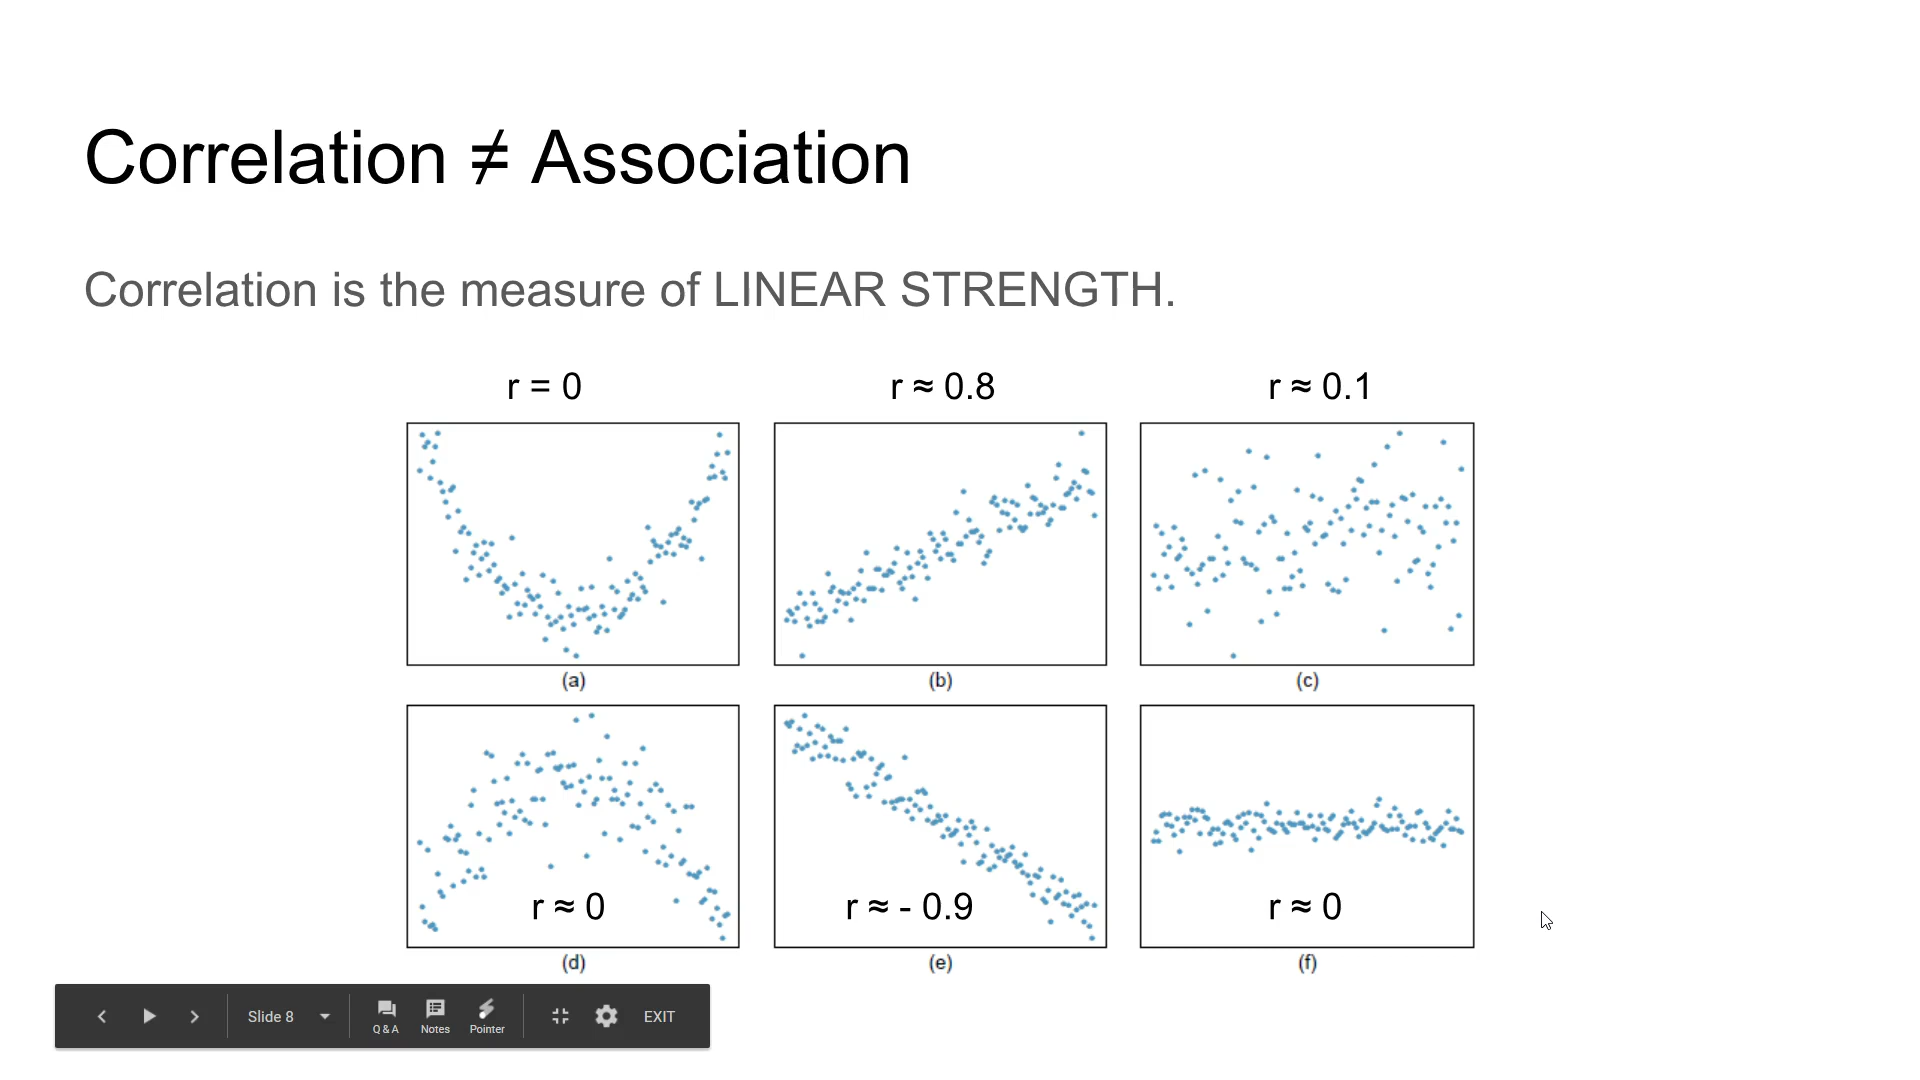 Correlation ≠ Association
Correlation is the measure of LINEAR STRENGTH.
r = 0
r ≈ 0.8
r ≈ 0.1
(a)
(b)
(c)
r ≈ 0
r ≈ - 0.9
r ≈ 0
(d)
(e)
(f)
Slide 8
Q & A
Notes
Pointer
EXIT